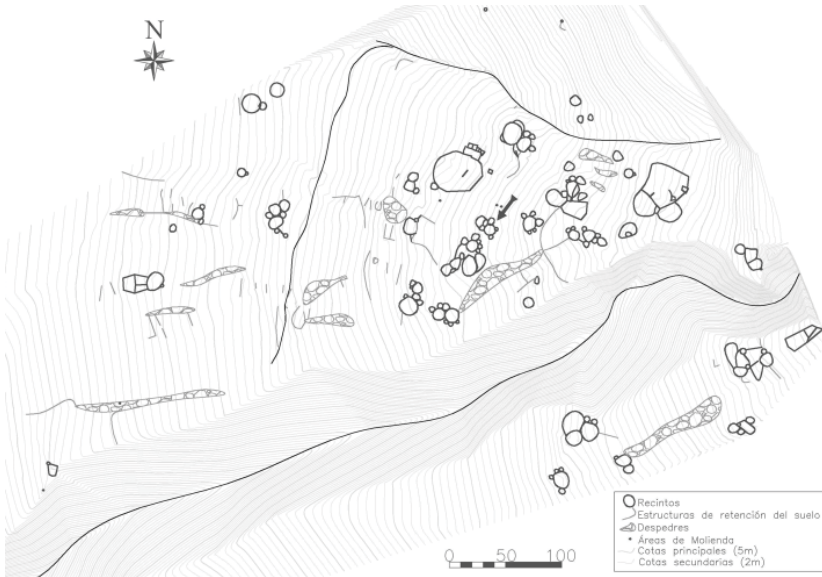 N
Recintos
Estructuras de retención del suelo
Despedres
Áreas de Molienda
Cotas principales (5m)
Cotas secundarias (2m)
0 50 100